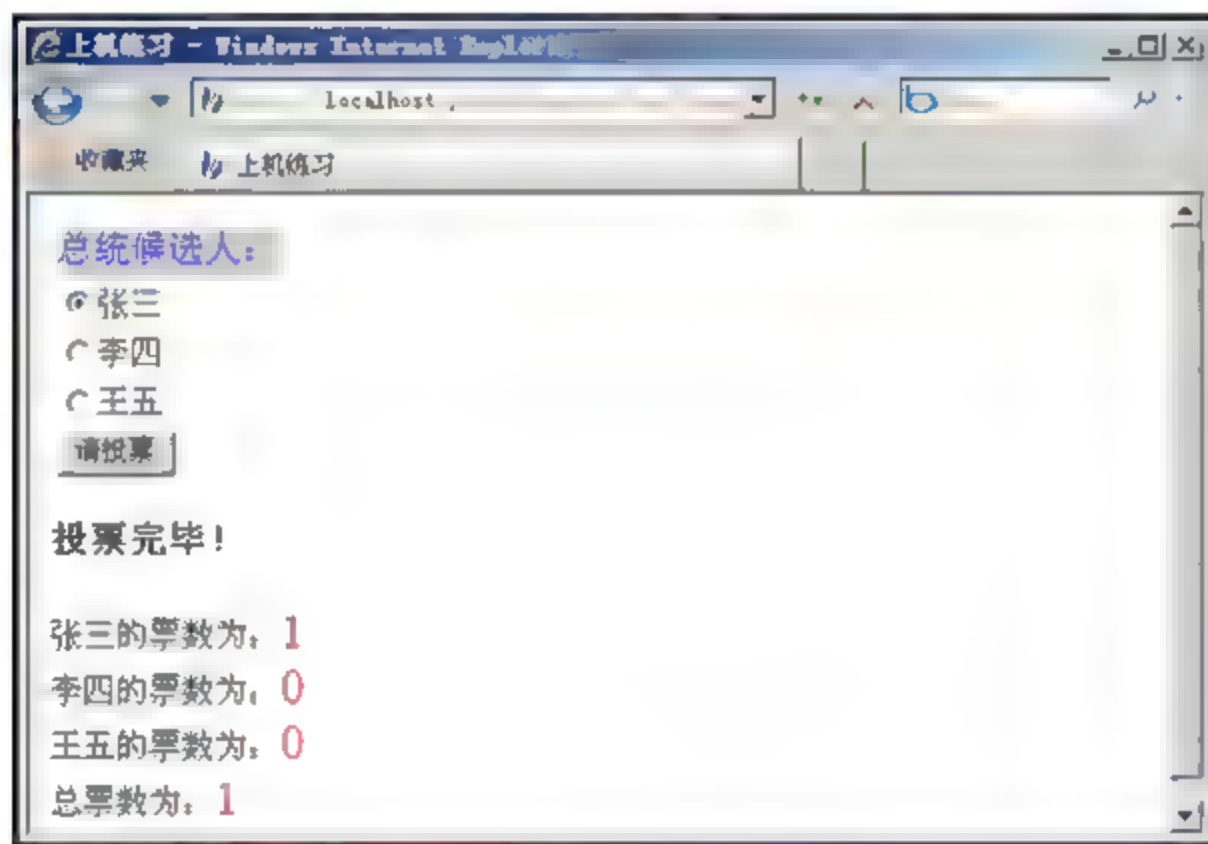 上机练习 - Windows Internet Explorer
localhost
收藏夹 上机练习
总统候选人：
张三
李四
王五
请投票
投票完毕！
张三的票数为：1
李四的票数为：0
王五的票数为：0
总票数为：1